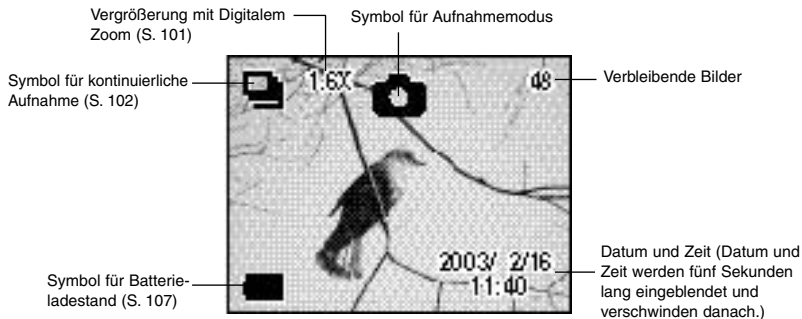 Vergrößerung mit Digitalem
Zoom (S. 101)
Symbol für Aufnahmemodus
Symbol für kontinuierliche
Aufnahme (S. 102)
1.6X
48
Verbleibende Bilder
2003/ 2/16
11:40
Datum und Zeit (Datum und
Zeit werden fünf Sekunden
lang eingeblendet und
verschwinden danach.)
Symbol für Batterie-
ladestand (S. 107)